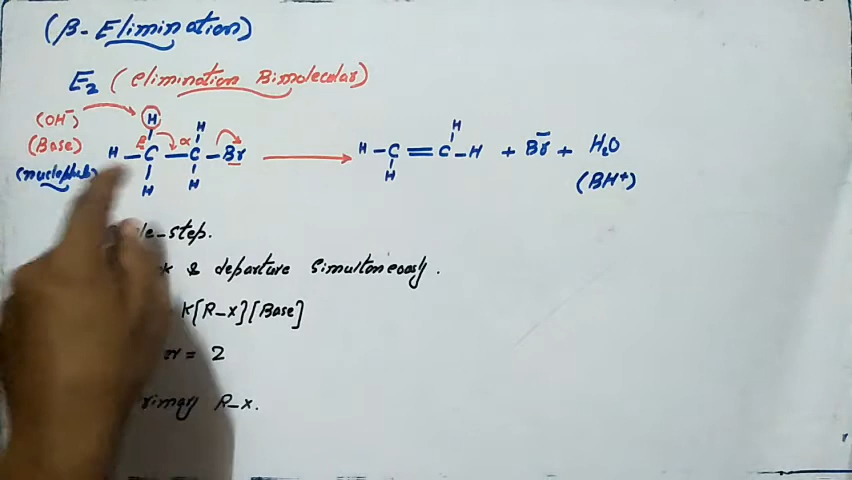 (β-Elimination)
E2 (elimination Bimolecular)
(OH-) H H H
(Base) H - C β - C α - Br → H - C = C - H + Br- + H2O
(nucleophile) H H H (BH+)
step.
& departure simultaneously.
K[R-X][Base]
= 2
R-X.